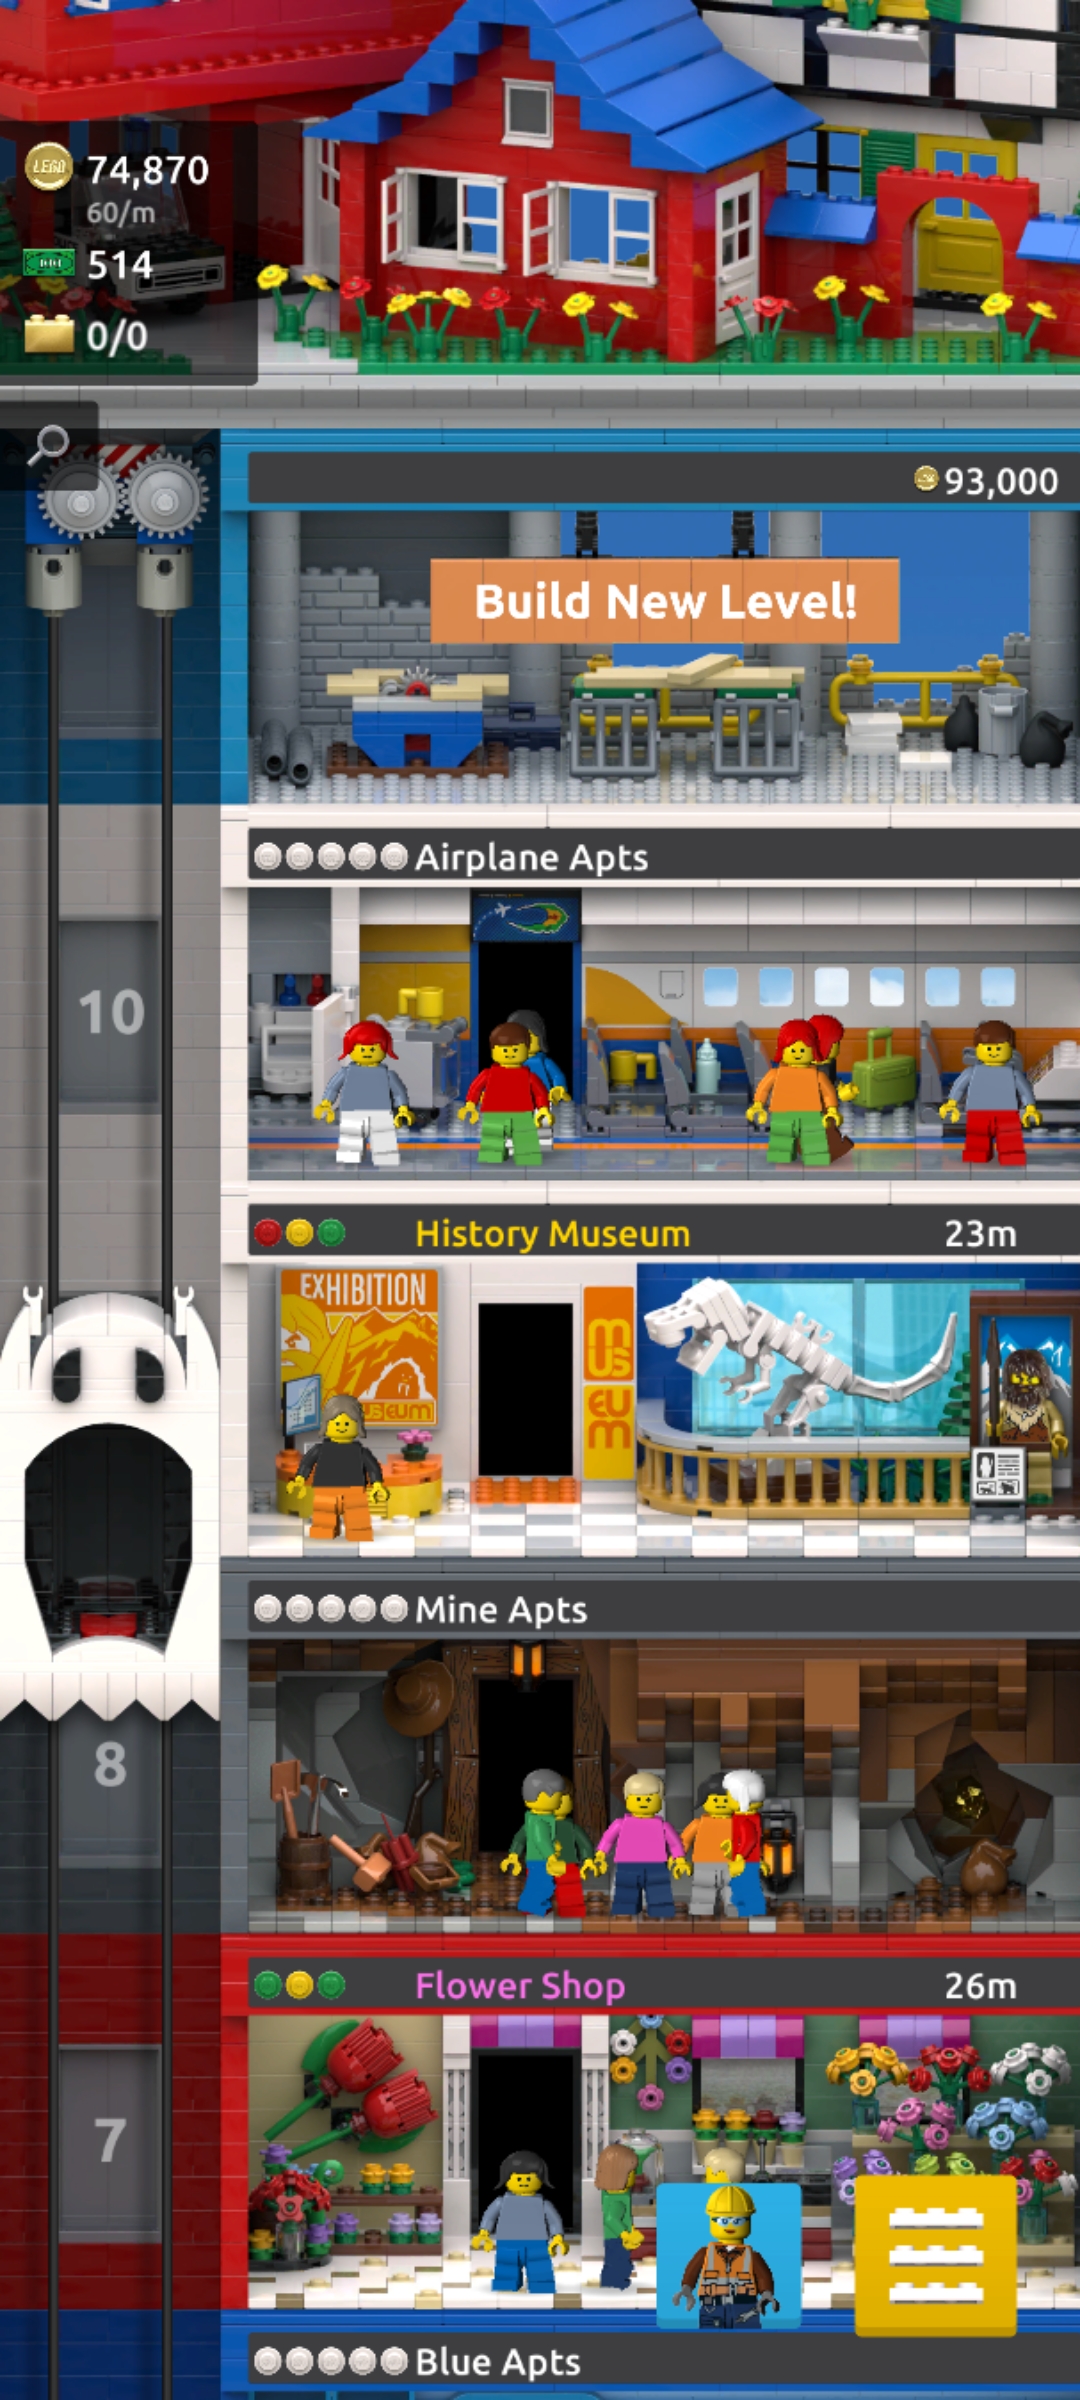 LEGO 74,870
60/m
514
0/0
93,000
Build New Level!
Airplane Apts
10
History Museum 23m
EXHIBITION
MUSEUM
MUSEUM
Mine Apts
8
Flower Shop 26m
7
Blue Apts